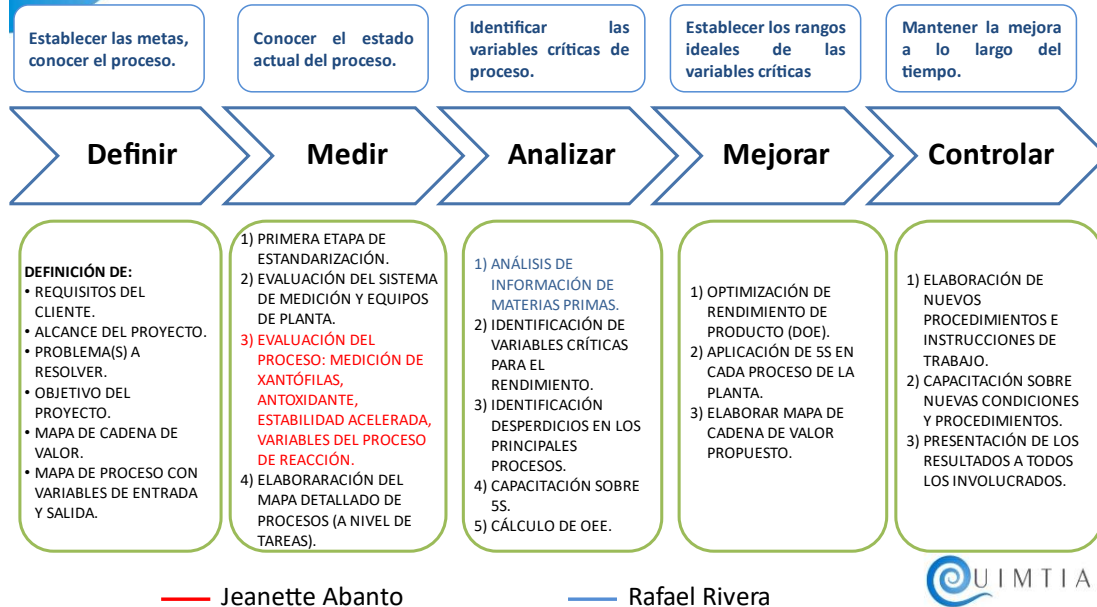 Establecer las metas,
conocer el proceso.
Conocer el estado
actual del proceso.
Identificar las
variables críticas de
proceso.
Establecer los rangos
ideales de las
variables críticas
Mantener la mejora
a lo largo del
tiempo.
Definir
Medir
Analizar
Mejorar
Controlar
DEFINICIÓN DE:
• REQUISITOS DEL
CLIENTE.
• ALCANCE DEL PROYECTO.
• PROBLEMA(S) A
RESOLVER.
• OBJETIVO DEL
PROYECTO.
• MAPA DE CADENA DE
VALOR.
• MAPA DE PROCESO CON
VARIABLES DE ENTRADA
Y SALIDA.
1) PRIMERA ETAPA DE
ESTANDARIZACIÓN.
2) EVALUACIÓN DEL SISTEMA
DE MEDICIÓN Y EQUIPOS
DE PLANTA.
3) EVALUACIÓN DEL
PROCESO: MEDICIÓN DE
XANTÓFILAS,
ANTOXIDANTE,
ESTABILIDAD ACELERADA,
VARIABLES DEL PROCESO
DE REACCIÓN.
4) ELABORARACIÓN DEL
MAPA DETALLADO DE
PROCESOS (A NIVEL DE
TAREAS).
1) ANÁLISIS DE
INFORMACIÓN DE
MATERIAS PRIMAS.
2) IDENTIFICACIÓN DE
VARIABLES CRÍTICAS
PARA EL
RENDIMIENTO.
3) IDENTIFICACIÓN
DESPERDICIOS EN LOS
PRINCIPALES
PROCESOS.
4) CAPACITACIÓN SOBRE
5S.
5) CÁLCULO DE OEE.
1) OPTIMIZACIÓN DE
RENDIMIENTO DE
PRODUCTO (DOE).
2) APLICACIÓN DE 5S EN
CADA PROCESO DE LA
PLANTA.
3) ELABORAR MAPA DE
CADENA DE VALOR
PROPUESTO.
1) ELABORACIÓN DE
NUEVOS
PROCEDIMIENTOS E
INSTRUCCIONES DE
TRABAJO.
2) CAPACITACIÓN SOBRE
NUEVAS CONDICIONES
Y PROCEDIMIENTOS.
3) PRESENTACIÓN DE LOS
RESULTADOS A TODOS
LOS INVOLUCRADOS.
Jeanette Abanto
Rafael Rivera
QUIMTIA